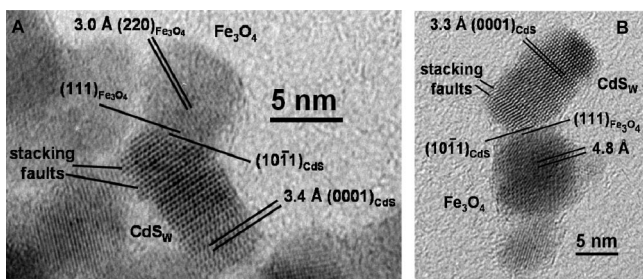 A
3.0 Å (220)Fe₃O₄
Fe₃O₄
(111)Fe₃O₄
5 nm
stacking
faults
(101̄1)CdS
3.4 Å (0001)CdS
CdSW
B
3.3 Å (0001)CdS
stacking
faults
CdSW
(111)Fe₃O₄
(101̄1)CdS
4.8 Å
Fe₃O₄
5 nm